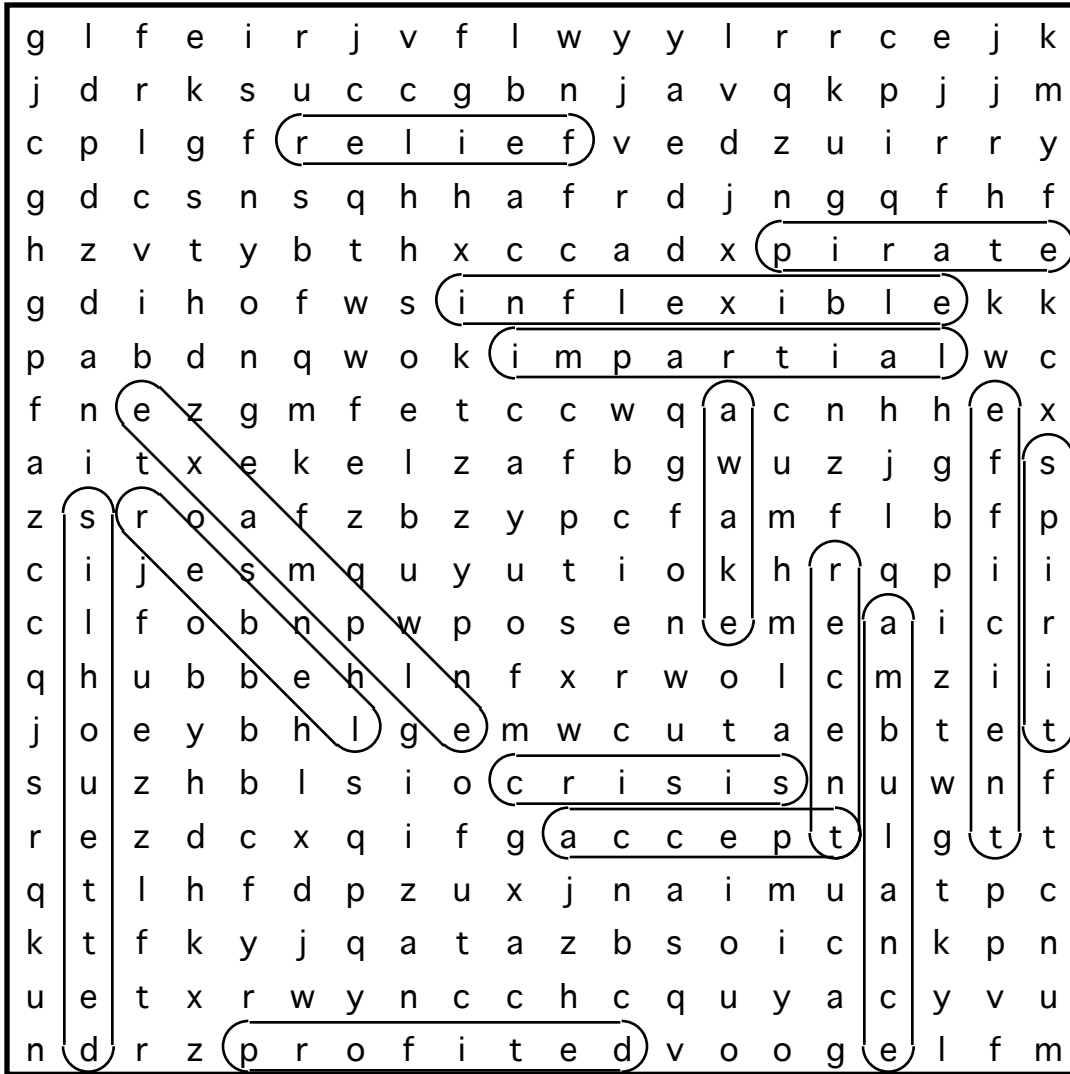 g l f e i r j v f l w y y l r r c e j k
j d r k s u c c g b n j a v q k p j j m
c p l g f r e l i e f v e d z u i r r y
g d c s n s q h h a f r d j n g q f h f
h z v t y b t h x c c a d x p i r a t e
g d i h o f w s i n f l e x i b l e k k
p a b d n q w o k i m p a r t i a l w c
f n e z g m f e t c c w q a c n h h e x
a i t x e k e l z a f b g w u z j g f s
z s r o a f z b z y p c f a m f l b f p
c i j e s m q u y u t i o k h r q p i i
c l f o b n p w p o s e n e m e a i c r
q h u b b e h l n f x r w o l c m z i i
j o e y b h l g e m w c u t a e b t e t
s u z h b l s i o c r i s i s n u w n f
r e z d c x q i f g a c c e p t l g t t
q t l h f d p z u x j n a i m u a t p c
k t f k y j q a t a z b s o i c n k p n
u e t x r w y n c c h c q u y a c y v u
n d r z p r o f i t e d v o o g e l f m